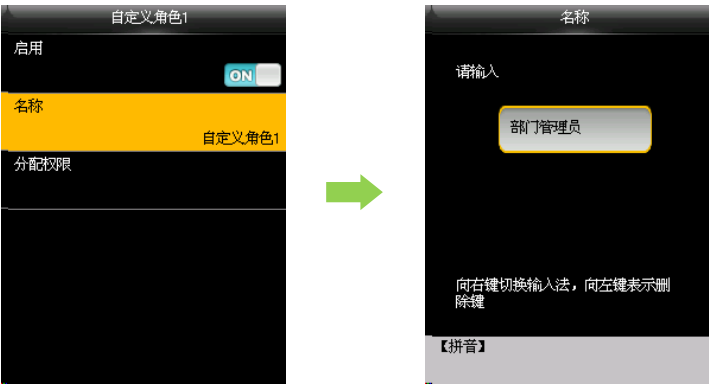 自定义角色1
启用
ON
名称
自定义角色1
分配权限
名称
请输入
部门管理员
向右键切换输入法，向左键表示删
除键
【拼音】